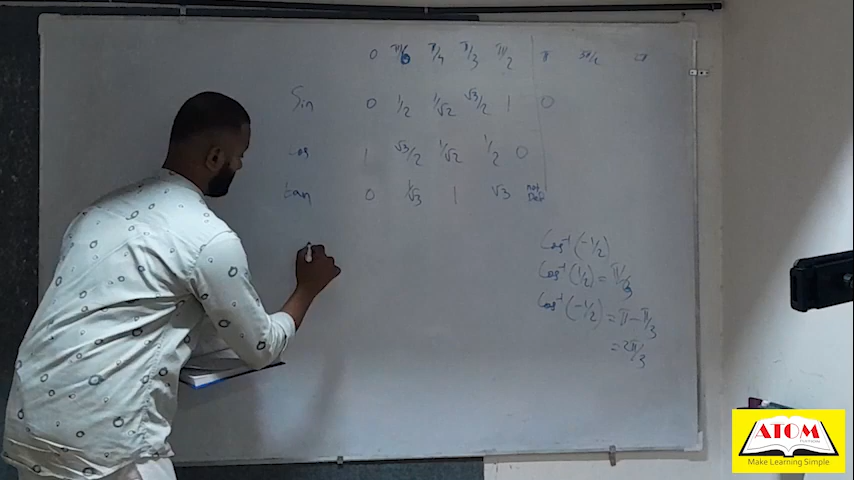 0 π/6 π/4 π/3 π/2 π 3π/2 2π
Sin 0 1/2 1/√2 √3/2 1 0
Cos 1 √3/2 1/√2 1/2 0
tan 0 1/√3 1 √3 not Def
Cos⁻¹(-1/2)
Cos⁻¹(1/2) = π/3
Cos⁻¹(-1/2) = π - π/3
= 2π/3
ATOM
Make Learning Simple